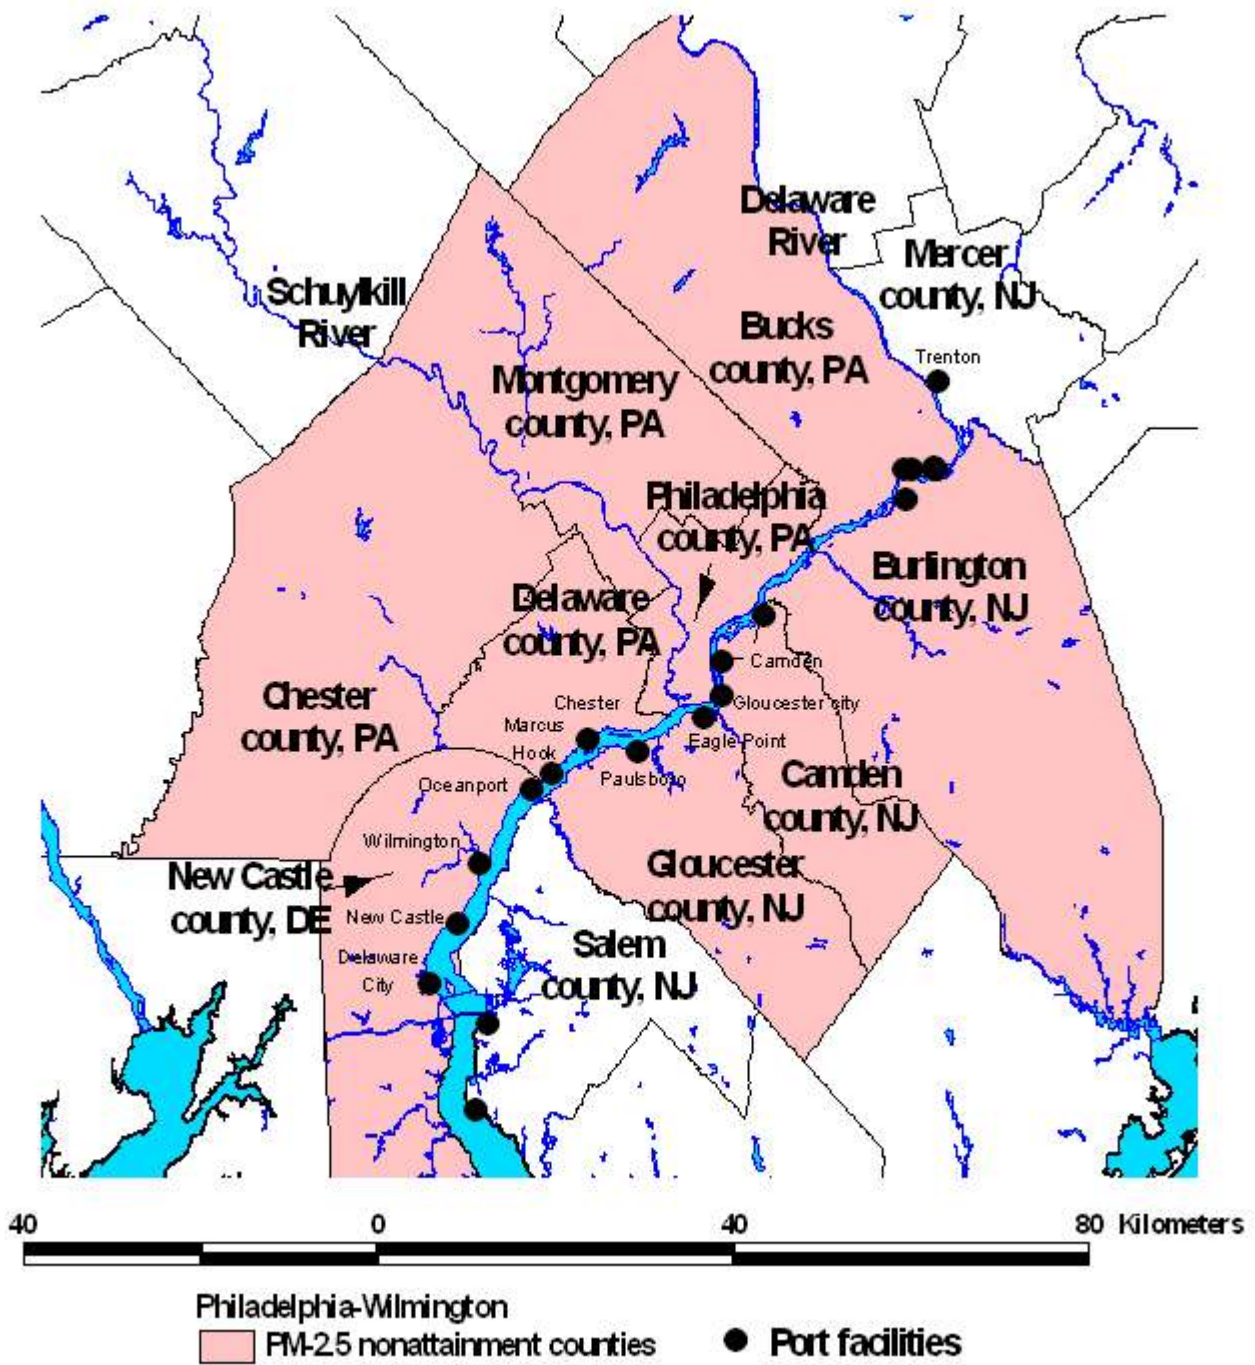 Delaware
River
Mercer
county, NJ
Schuylkill
River
Bucks
county, PA
Trenton
Montgomery
county, PA
Philadelphia
county, PA
Burlington
county, NJ
Delaware
county, PA
Camden
Chester
county, PA
Chester
Gloucester city
Marcus
Hook
Eagle Point
Oceanport
Paulsboro
Camden
county, NJ
Wilmington
New Castle
county, DE
Gloucester
county, NJ
New Castle
Salem
county, NJ
Delaware
City
40 0 40 80 Kilometers
Philadelphia-Wilmington
PM-2.5 nonattainment counties
Port facilities